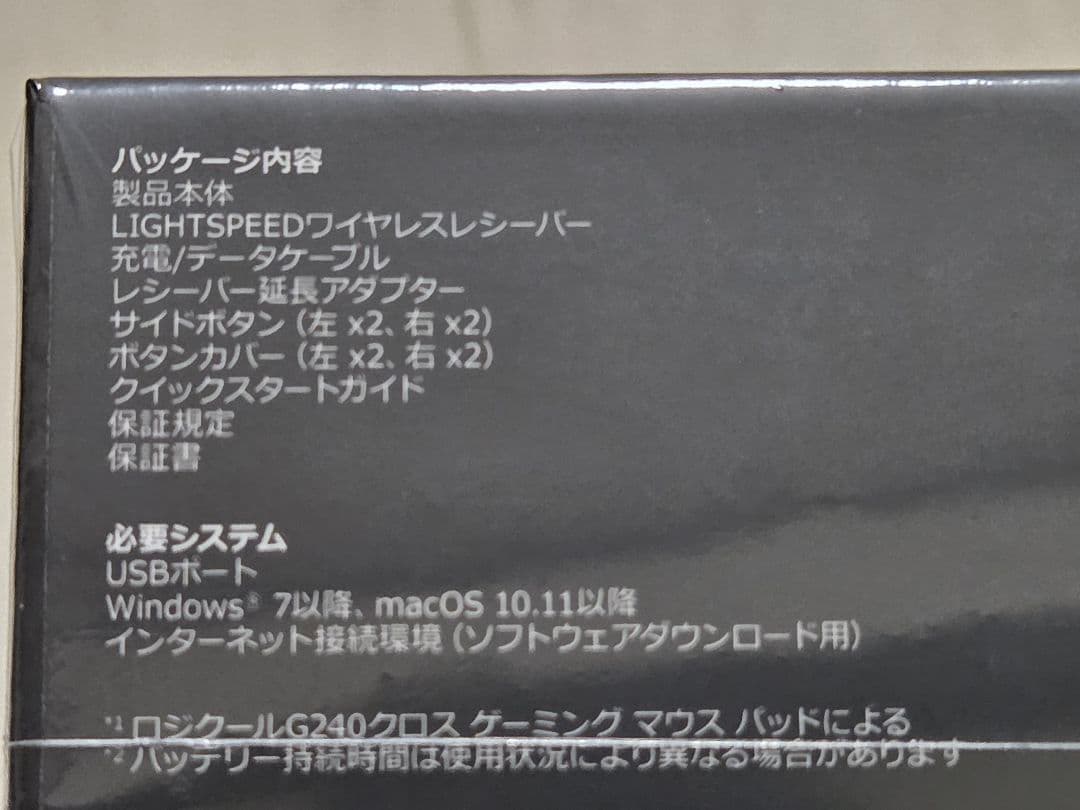 パッケージ内容
製品本体
LIGHTSPEEDワイヤレスレシーバー
充電/データケーブル
レシーバー延長アダプター
サイドボタン（左 x2、右 x2）
ボタンカバー（左 x2、右 x2）
クイックスタートガイド
保証規定
保証書
必要システム
USBポート
Windows® 7以降、macOS 10.11以降
インターネット接続環境（ソフトウェアダウンロード用）
*1 ロジクールG240クロス ゲーミング マウス パッドによる
*2 バッテリー持続時間は使用状況により異なる場合があります